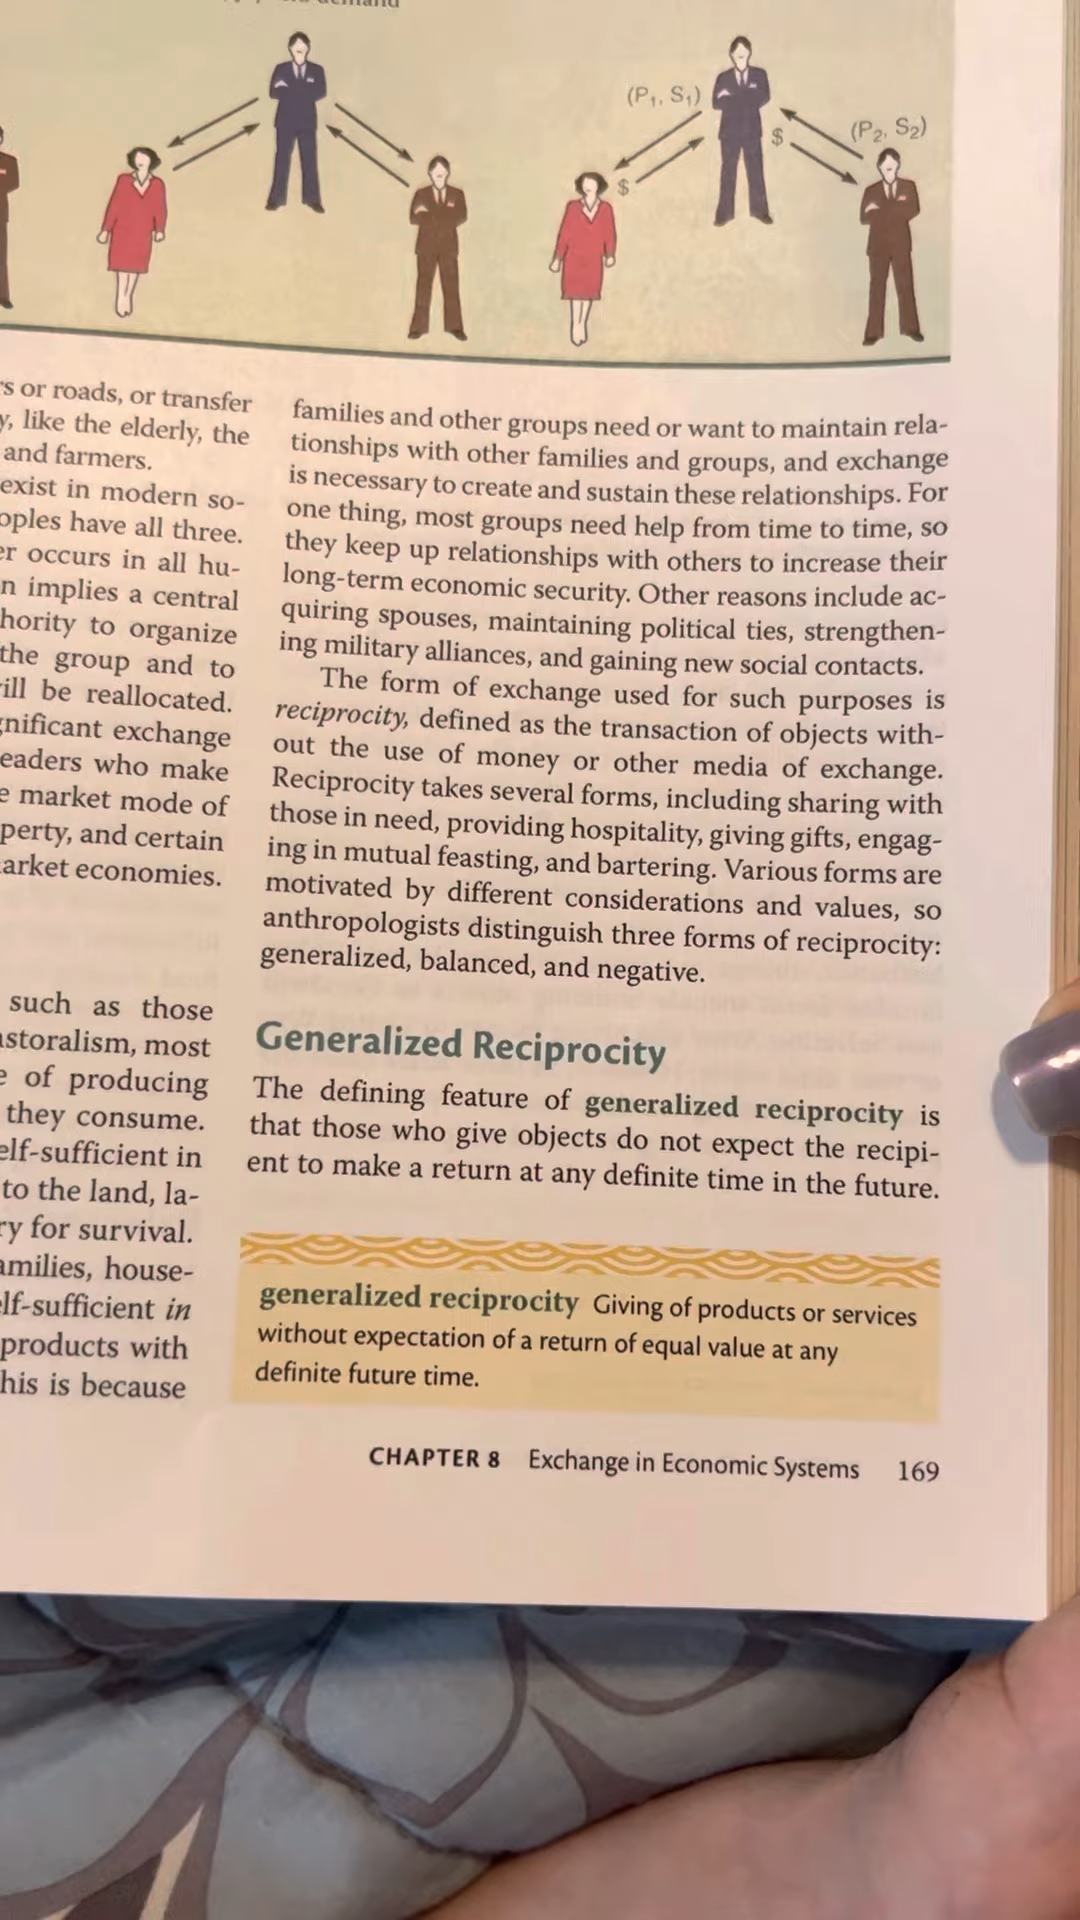 demand
(P₁, S₁)
(P₂, S₂)
$
$
rs or roads, or transfer
y, like the elderly, the
and farmers.
exist in modern so-
oples have all three.
er occurs in all hu-
n implies a central
hority to organize
the group and to
ill be reallocated.
gnificant exchange
eaders who make
e market mode of
perty, and certain
arket economies.
such as those
astoralism, most
e of producing
they consume.
elf-sufficient in
to the land, la-
ry for survival.
amilies, house-
elf-sufficient in
products with
his is because
families and other groups need or want to maintain rela-
tionships with other families and groups, and exchange
is necessary to create and sustain these relationships. For
one thing, most groups need help from time to time, so
they keep up relationships with others to increase their
long-term economic security. Other reasons include ac-
quiring spouses, maintaining political ties, strengthen-
ing military alliances, and gaining new social contacts.
The form of exchange used for such purposes is
reciprocity, defined as the transaction of objects with-
out the use of money or other media of exchange.
Reciprocity takes several forms, including sharing with
those in need, providing hospitality, giving gifts, engag-
ing in mutual feasting, and bartering. Various forms are
motivated by different considerations and values, so
anthropologists distinguish three forms of reciprocity:
generalized, balanced, and negative.
Generalized Reciprocity
The defining feature of generalized reciprocity is
that those who give objects do not expect the recipi-
ent to make a return at any definite time in the future.
generalized reciprocity Giving of products or services
without expectation of a return of equal value at any
definite future time.
CHAPTER 8 Exchange in Economic Systems 169